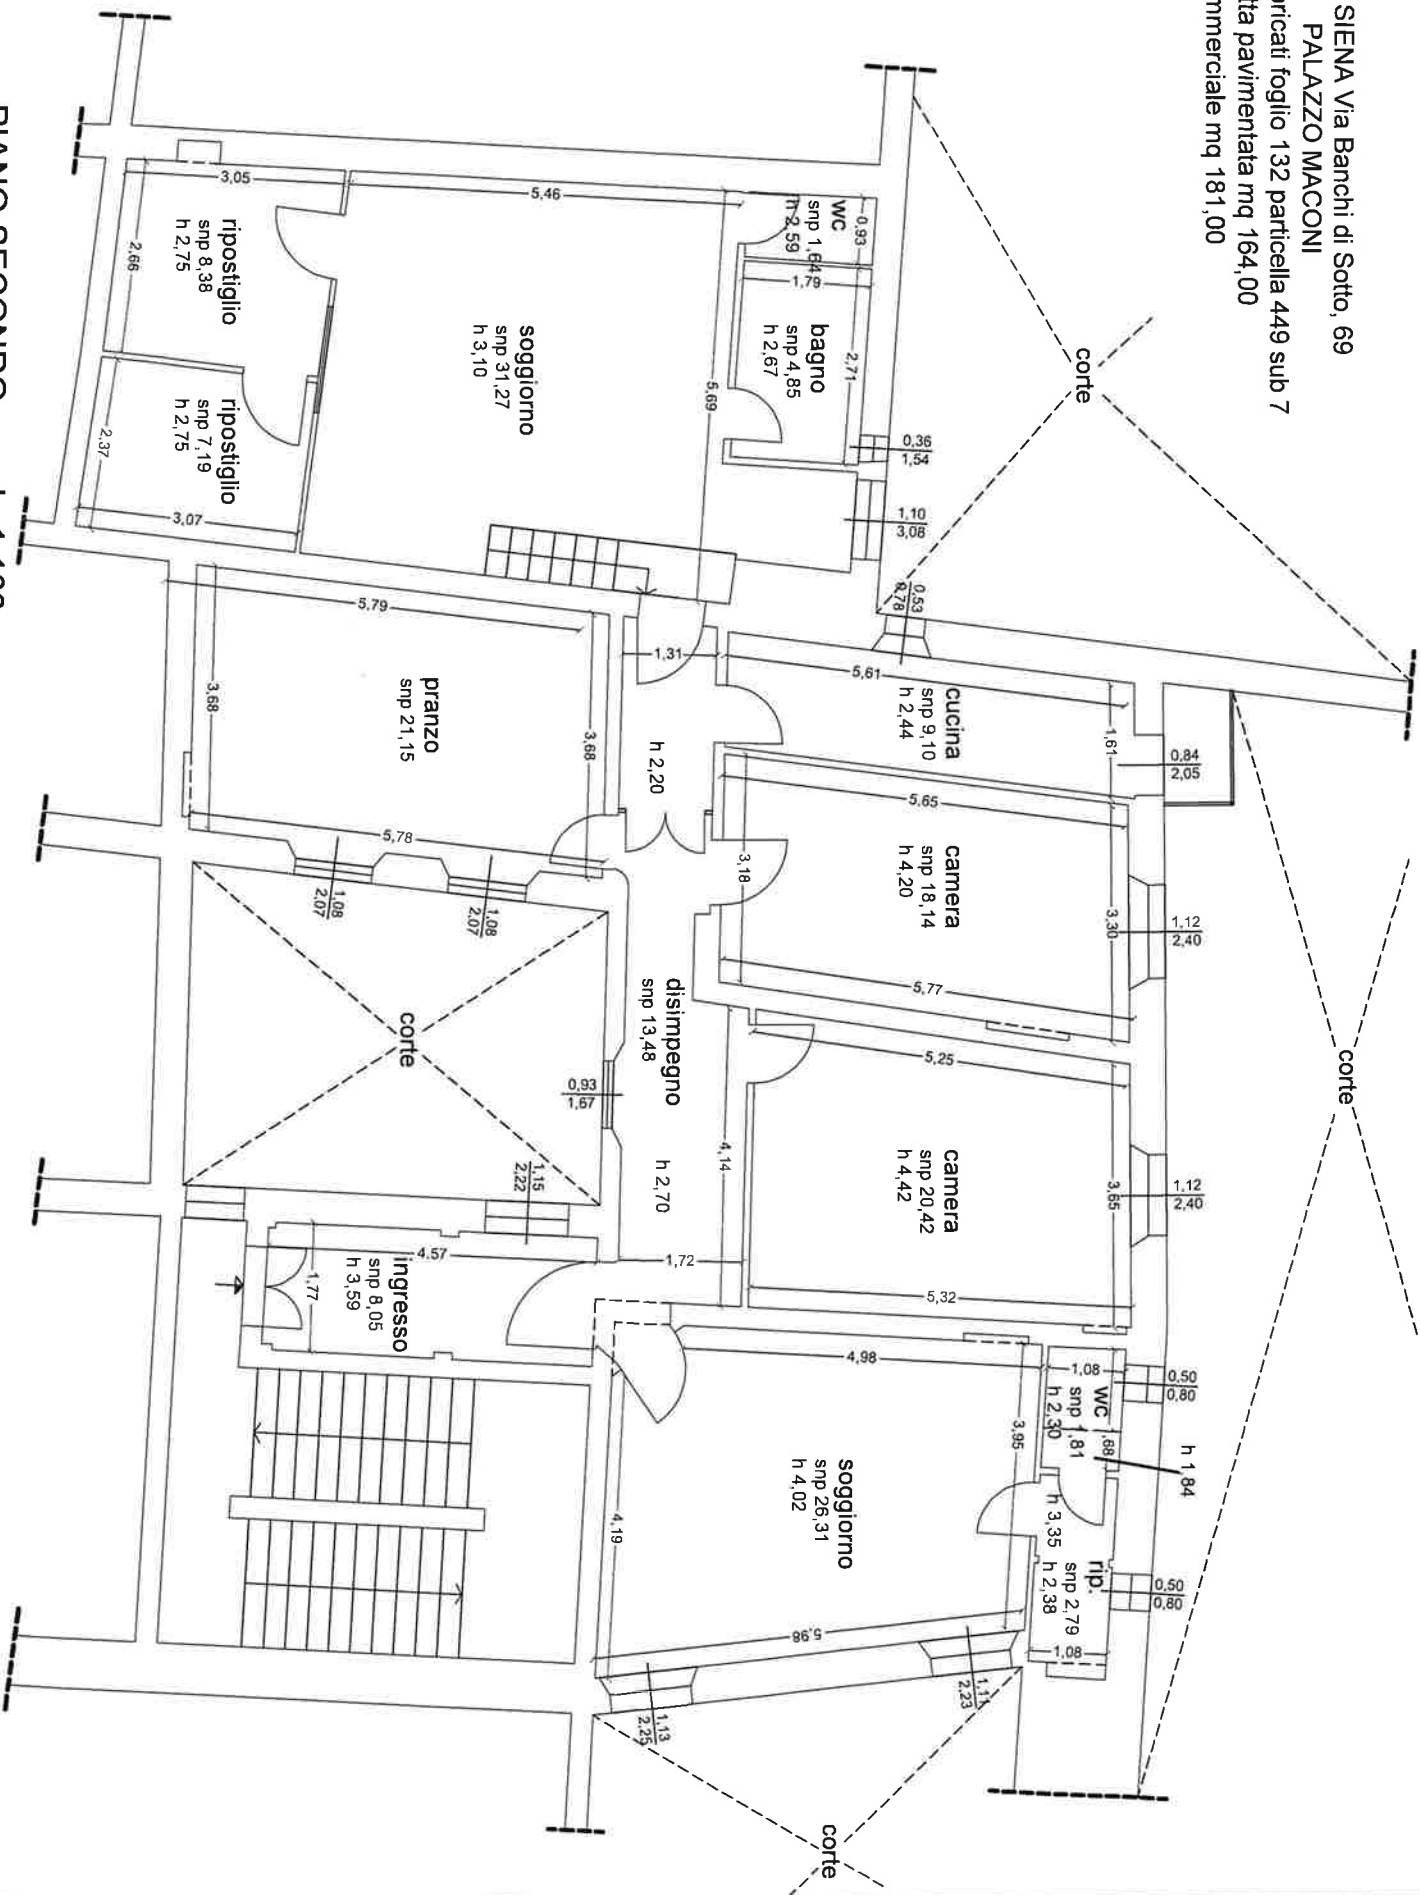 SIENA Via Banchi di Sotto, 69
PALAZZO MACONI
foglio 132 particella 449 sub 7
pavimentata mq 164,00
mq 181,00
corte
corte
wc
snp 1,64
h 2,59
0,93
1,79
bagno
snp 4,85
h 2,67
2,71
0,36
1,54
1,10
3,08
0,53
0,78
3,05
5,46
5,69
ripostiglio
snp 8,38
h 2,75
2,66
soggiorno
snp 31,27
h 3,10
ripostiglio
snp 7,19
h 2,75
2,37
3,07
5,61
cucina
snp 9,10
h 2,44
1,61
0,84
2,05
1,31
h 2,20
5,79
pranzo
snp 21,15
3,68
3,68
5,78
1,08
2,07
1,08
2,07
5,65
camera
snp 18,14
h 4,20
3,18
3,30
1,12
2,40
5,77
5,25
camera
snp 20,42
h 4,42
3,65
1,12
2,40
5,32
disimpegno
snp 13,48
4,14
h 2,70
1,72
corte
0,93
1,67
1,15
2,22
4.57
ingresso
snp 8,05
h 3,59
1,77
4,98
1,08
0,50
0,80
wc
snp 1,81
h 2,30
,68
h 1,84
h 3,35
3,95
soggiorno
snp 26,31
h 4,02
4,19
rip.
snp 2,79
h 2,38
0,50
0,80
1,08
5,98
1,11
2,23
1,13
2,25
corte